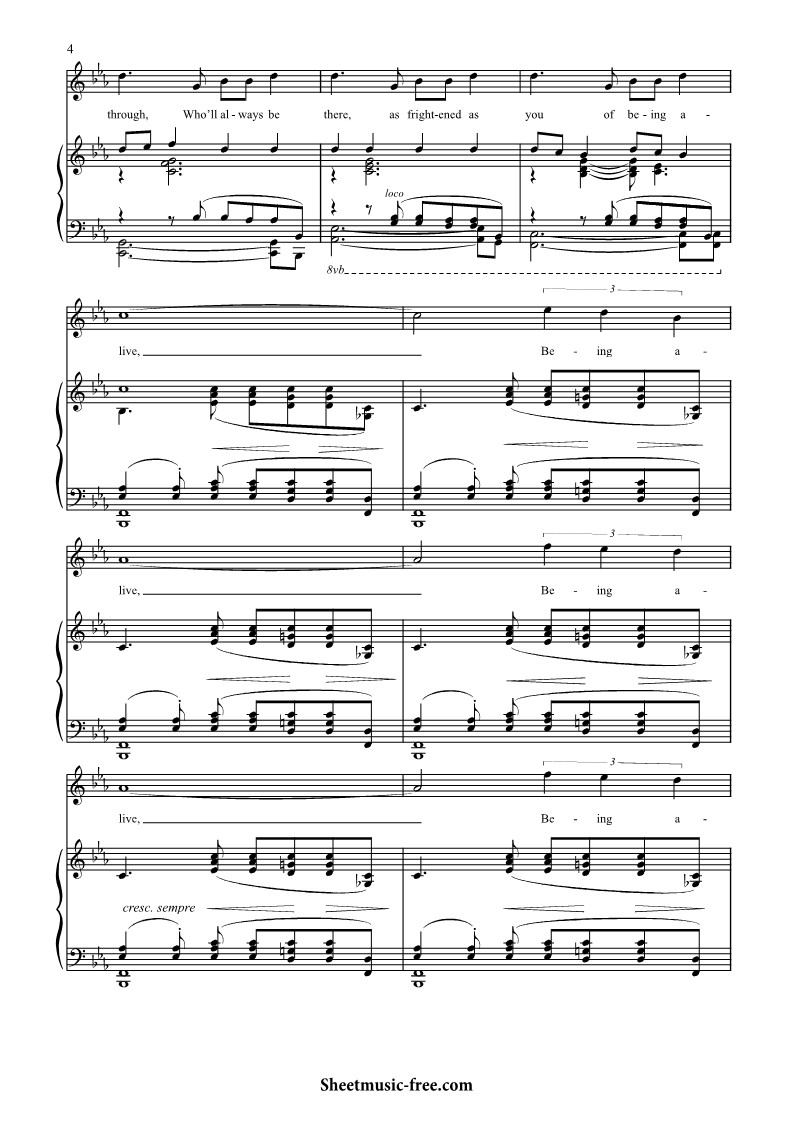 4
through, Who'll al - ways be there, as fright-ened as you of be - ing a -
loco
8vb
3
live, Be - ing a -
3
live, Be - ing a -
3
live, Be - ing a -
cresc. sempre
Sheetmusic-free.com